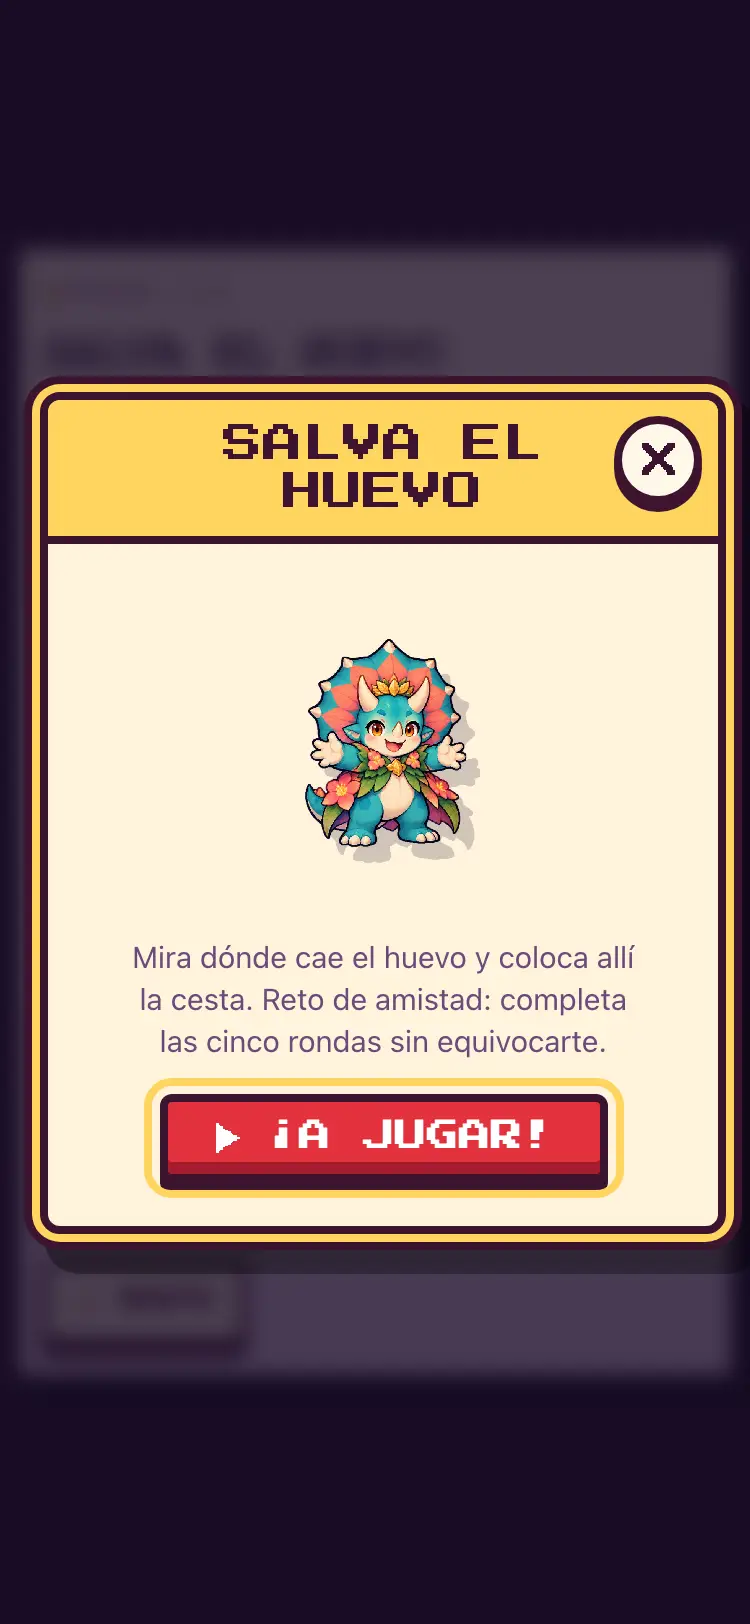 SALVA EL
HUEVO
X
Mira dónde cae el huevo y coloca allí
la cesta. Reto de amistad: completa
las cinco rondas sin equivocarte.
¡A JUGAR!